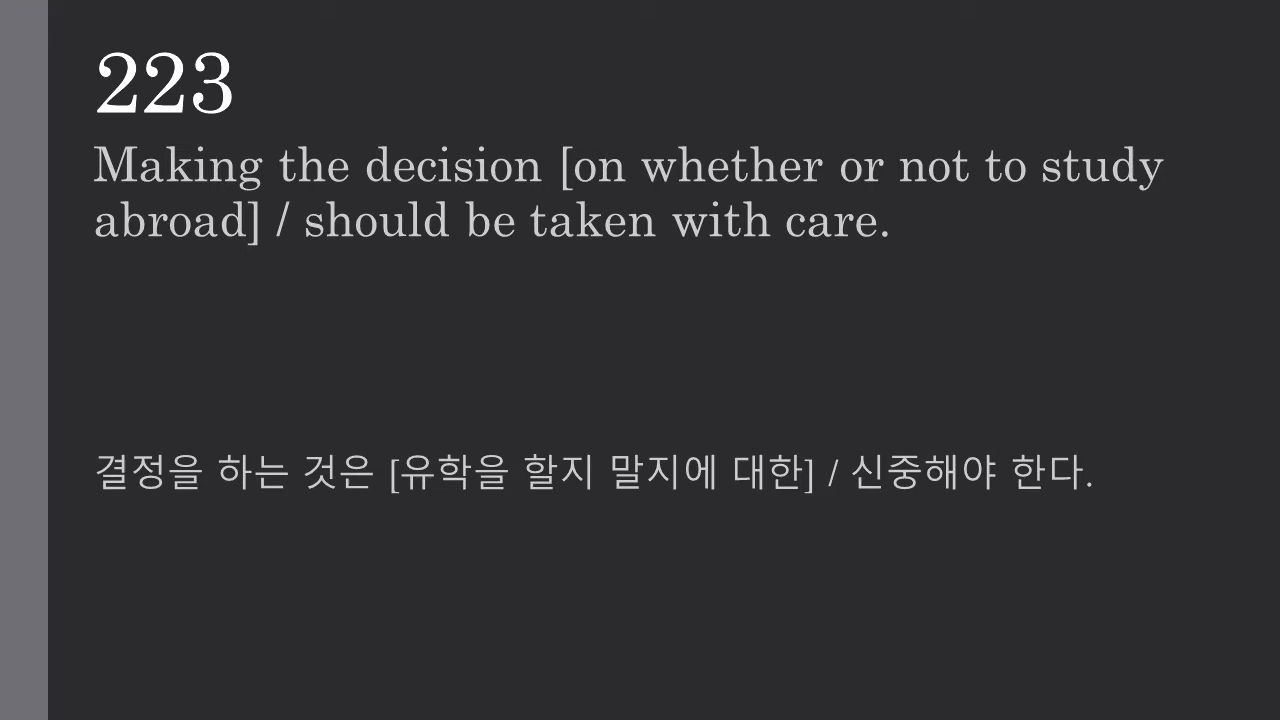 223
Making the decision [on whether or not to study
abroad] / should be taken with care.
결정을 하는 것은 [유학을 할지 말지에 대한] / 신중해야 한다.